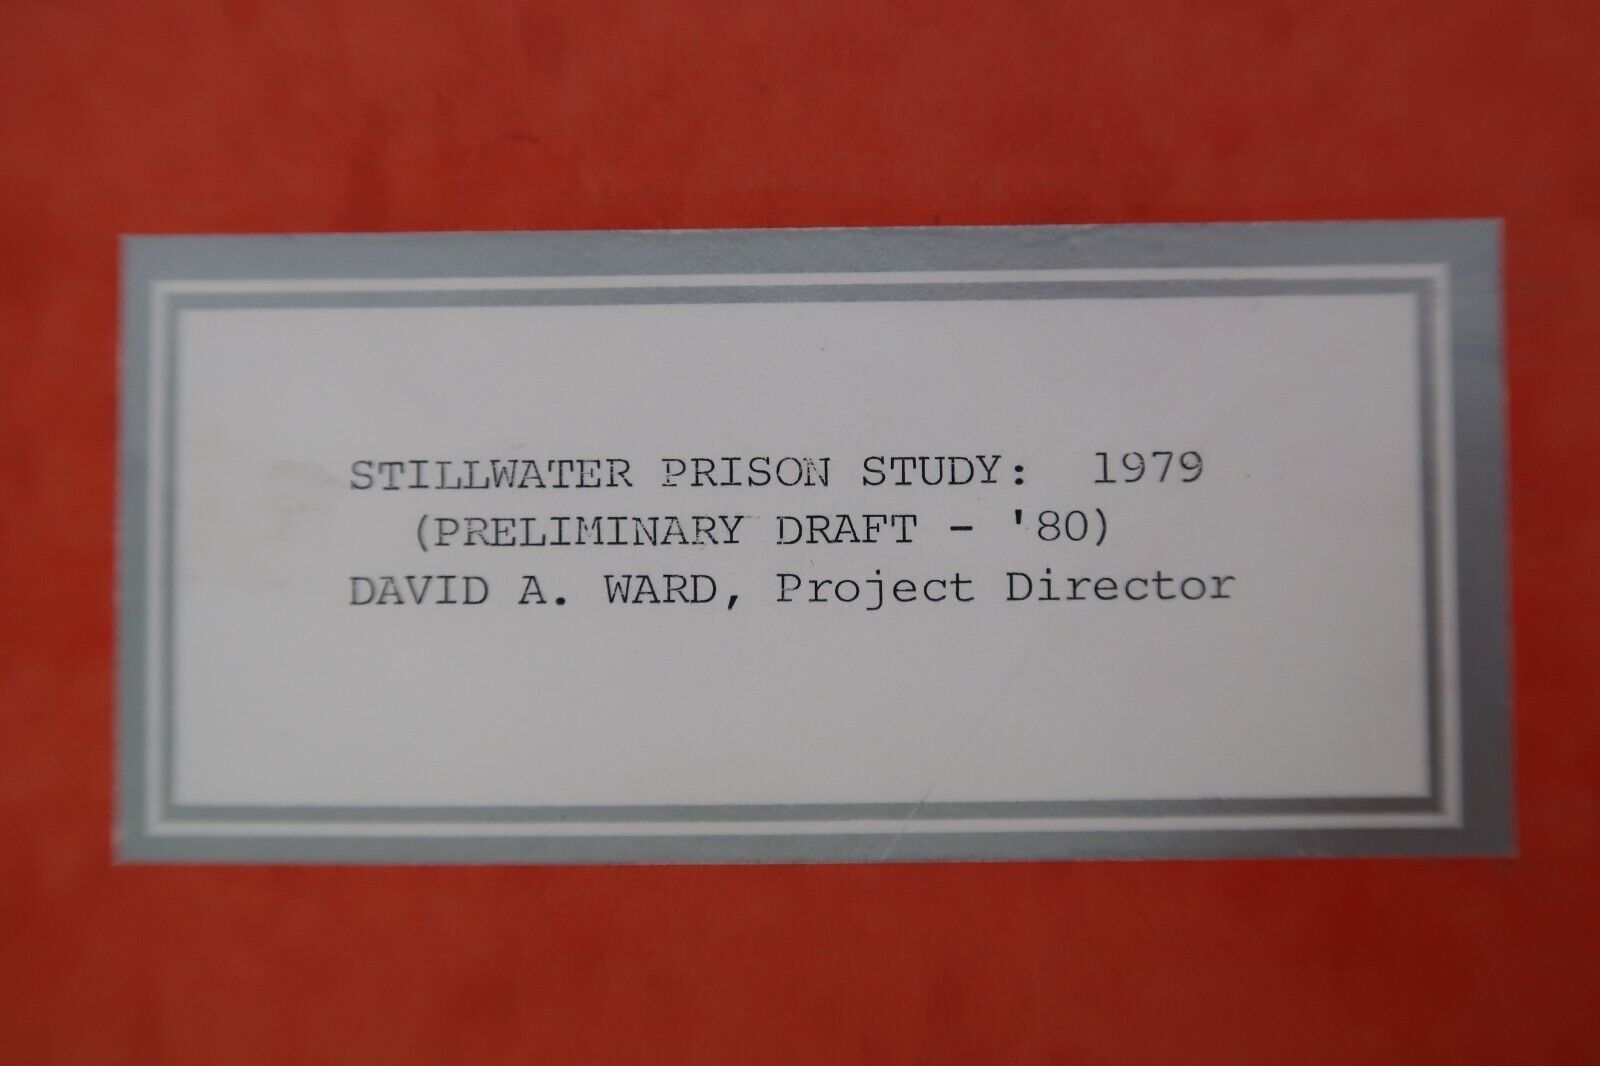 STILLWATER PRISON STUDY: 1979
(PRELIMINARY DRAFT - '80)
DAVID A. WARD, Project Director